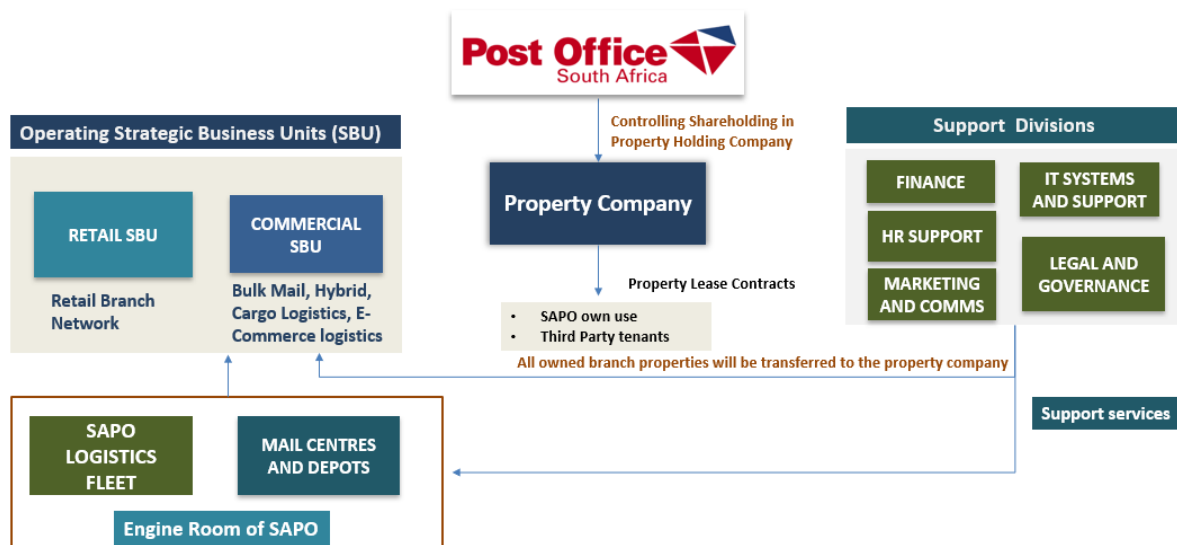 Post Office
South Africa
Controlling Shareholding in
Property Holding Company
Operating Strategic Business Units (SBU)
RETAIL SBU
COMMERCIAL
SBU
Retail Branch
Network
Bulk Mail, Hybrid,
Cargo Logistics, E-
Commerce logistics
Property Company
Property Lease Contracts
• SAPO own use
• Third Party tenants
All owned branch properties will be transferred to the property company
Support Divisions
FINANCE
IT SYSTEMS
AND SUPPORT
HR SUPPORT
LEGAL AND
GOVERNANCE
MARKETING
AND COMMS
Support services
SAPO
LOGISTICS
FLEET
MAIL CENTRES
AND DEPOTS
Engine Room of SAPO